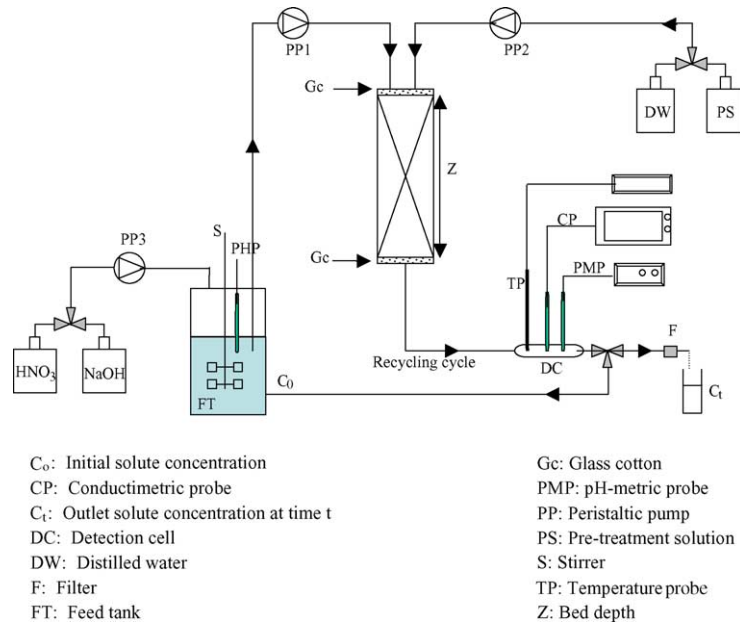 PP1
PP2
Gc
DW
PS
Z
S
PHP
CP
PP3
Gc
TP
PMP
HNO₃
NaOH
Recycling cycle
DC
F
FT
C₀
Cₜ
Cₒ: Initial solute concentration
CP: Conductimetric probe
Cₜ: Outlet solute concentration at time t
DC: Detection cell
DW: Distilled water
F: Filter
FT: Feed tank
Gc: Glass cotton
PMP: pH-metric probe
PP: Peristaltic pump
PS: Pre-treatment solution
S: Stirrer
TP: Temperature probe
Z: Bed depth